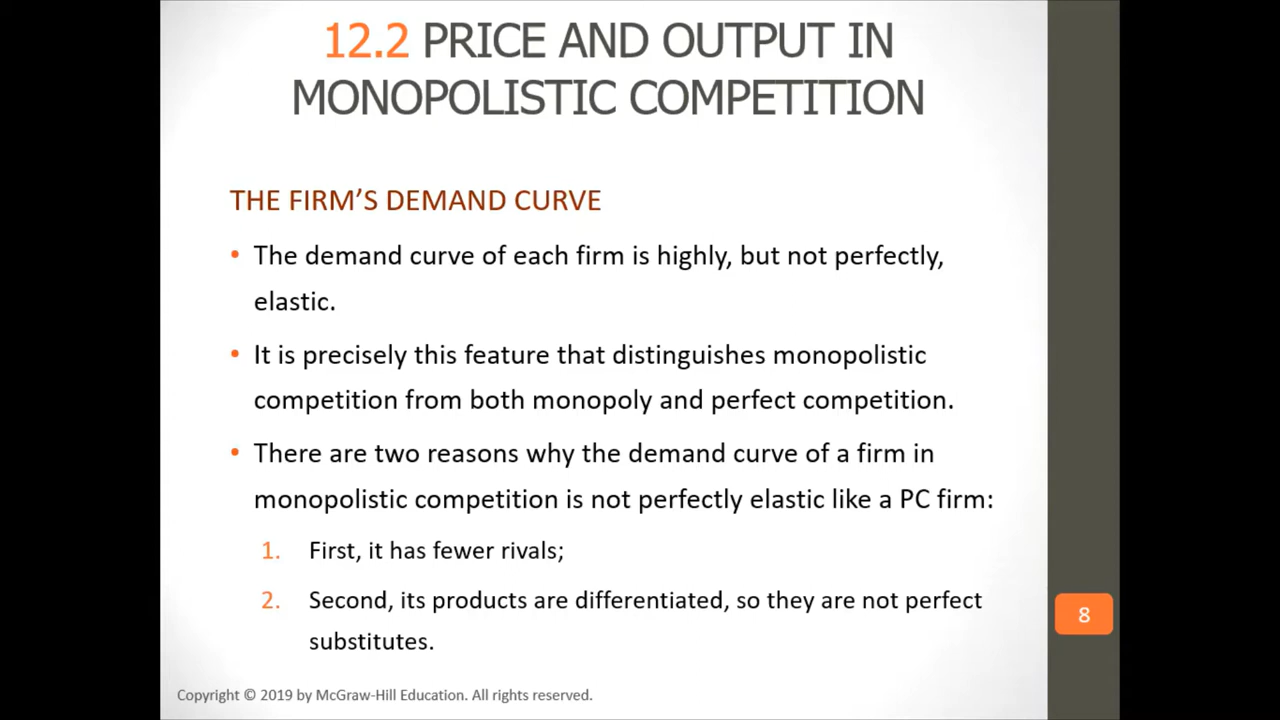 12.2 PRICE AND OUTPUT IN
MONOPOLISTIC COMPETITION
THE FIRM’S DEMAND CURVE
• The demand curve of each firm is highly, but not perfectly,
elastic.
• It is precisely this feature that distinguishes monopolistic
competition from both monopoly and perfect competition.
• There are two reasons why the demand curve of a firm in
monopolistic competition is not perfectly elastic like a PC firm:
1. First, it has fewer rivals;
2. Second, its products are differentiated, so they are not perfect
substitutes.
8
Copyright © 2019 by McGraw-Hill Education. All rights reserved.